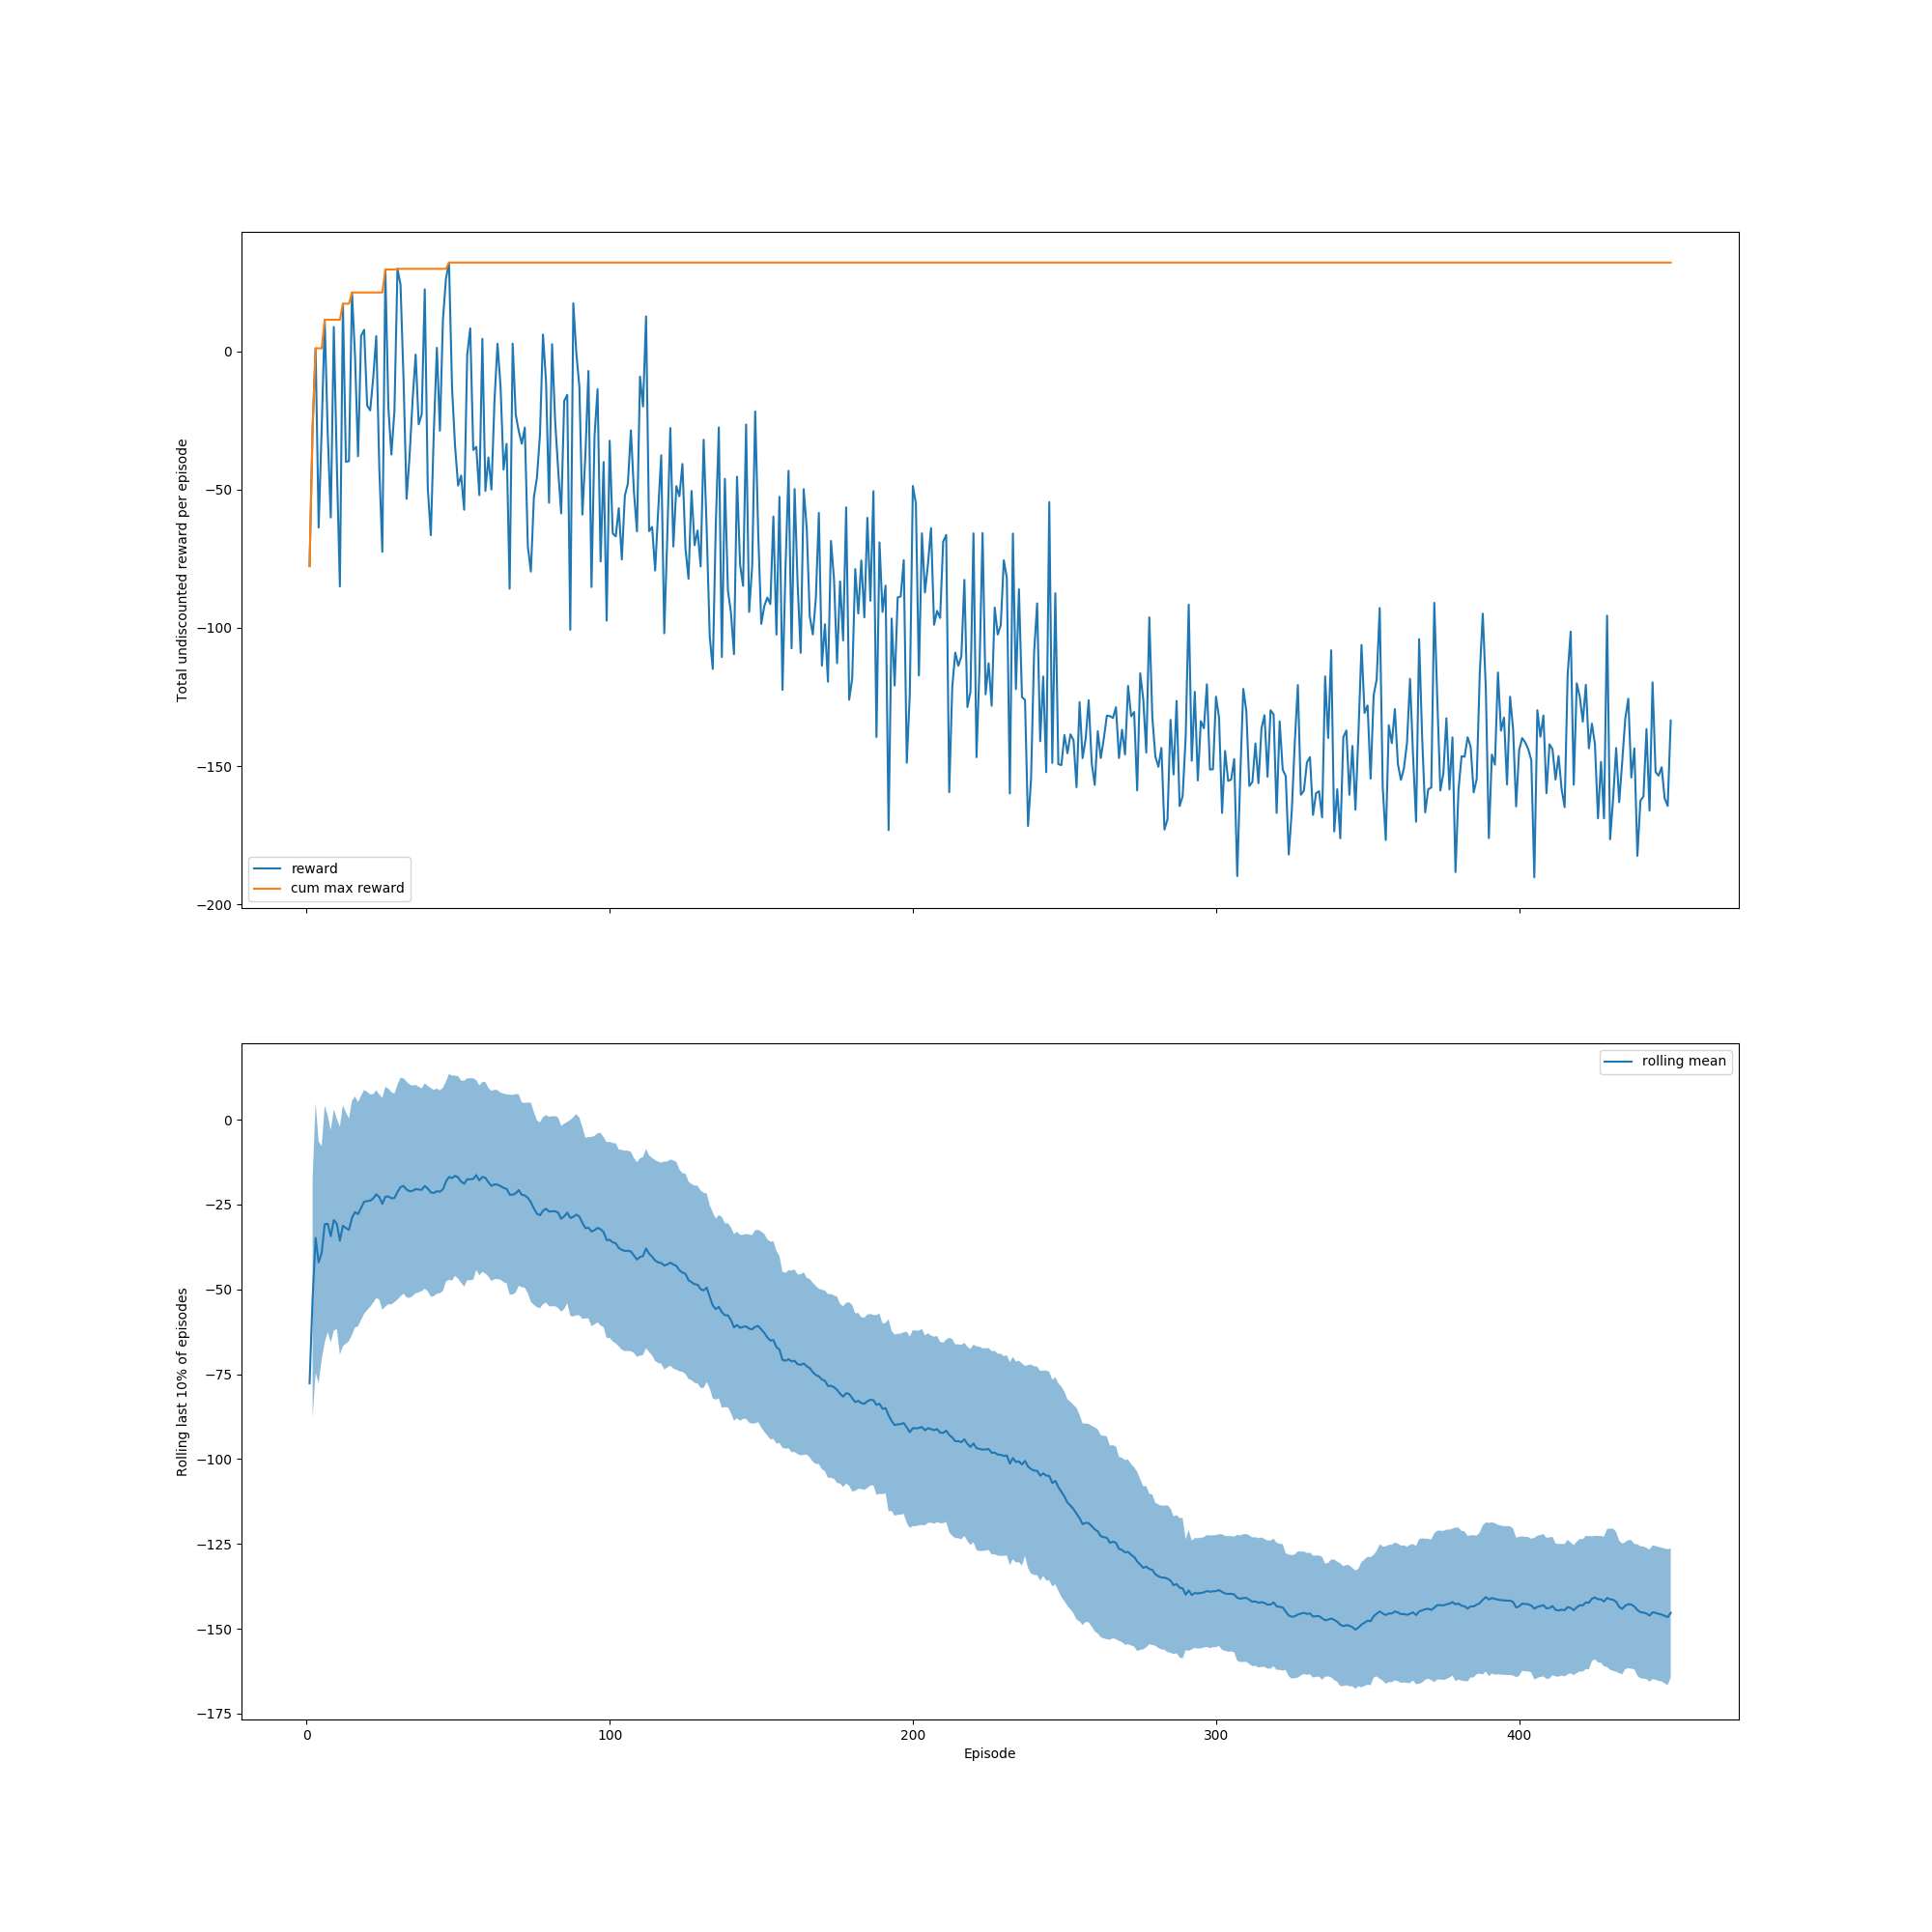 Total undiscounted reward per episode
0
−50
−100
−150
−200
reward
cum max reward
Rolling last 10% of episodes
0
−25
−50
−75
−100
−125
−150
−175
rolling mean
0 100 200 300 400
Episode